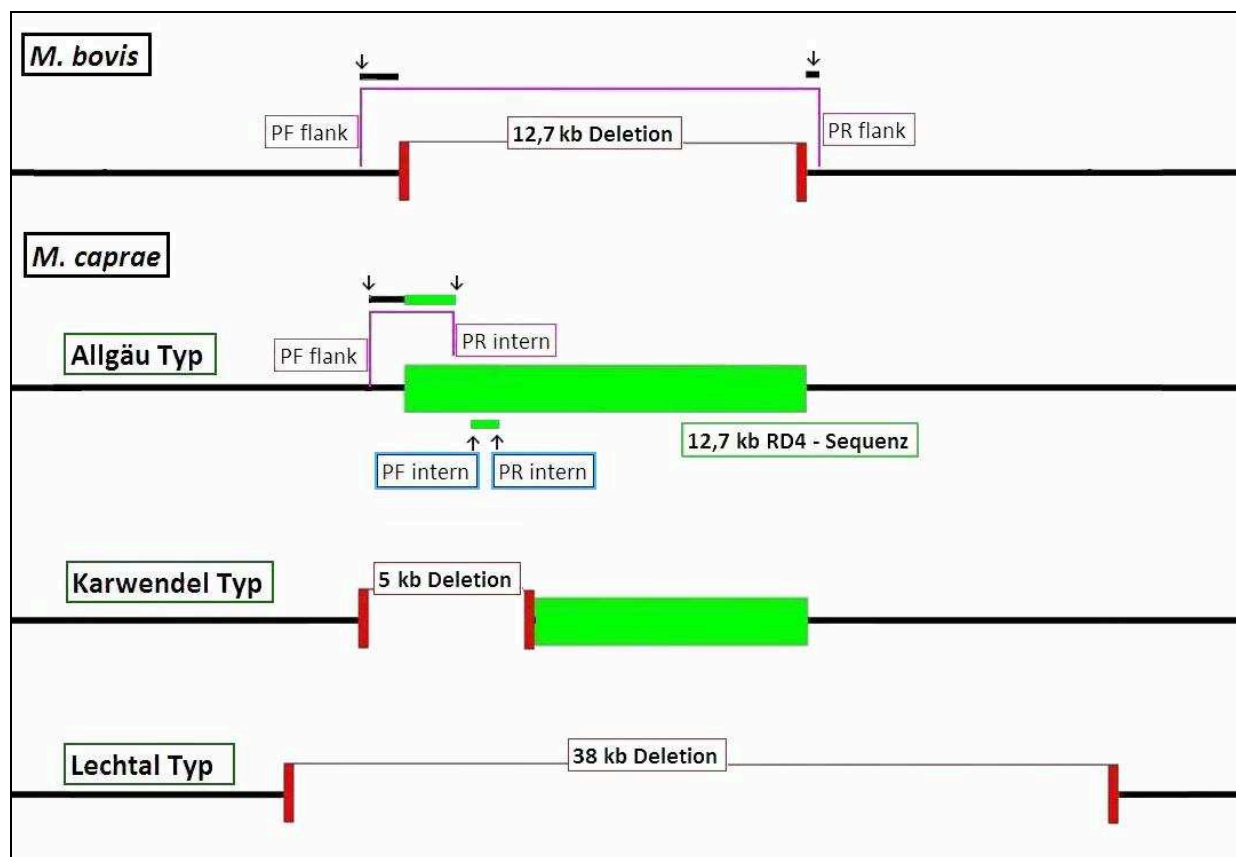 M. bovis
PF flank
12,7 kb Deletion
PR flank
M. caprae
Allgäu Typ
PF flank
PR intern
12,7 kb RD4 - Sequenz
PF intern
PR intern
Karwendel Typ
5 kb Deletion
Lechtal Typ
38 kb Deletion